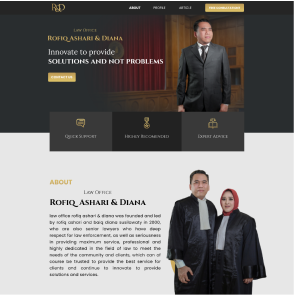 R&D
ABOUT PEOPLE ARTICLE
Law Office
Rofiq Ashari & Diana
Innovate to provide
SOLUTIONS AND NOT PROBLEMS
CONTACT US
Quick Support
Highly Recomended
Expert Advice
ABOUT
Law Office
Rofiq Ashari & Diana
law office rofiq ashari & diana was founded and led
by rofiq ashari and baiq diana susilowaty in 2000,
who are also senior lawyers who have deep
respect for law enforcement, as well as seriousness
in providing maximum service, professional and
highly dedicated in the field of law to meet the
needs of the community and clients, which can of
course be trusted to provide the best service for
clients and continue to innovate to provide
solutions and services.